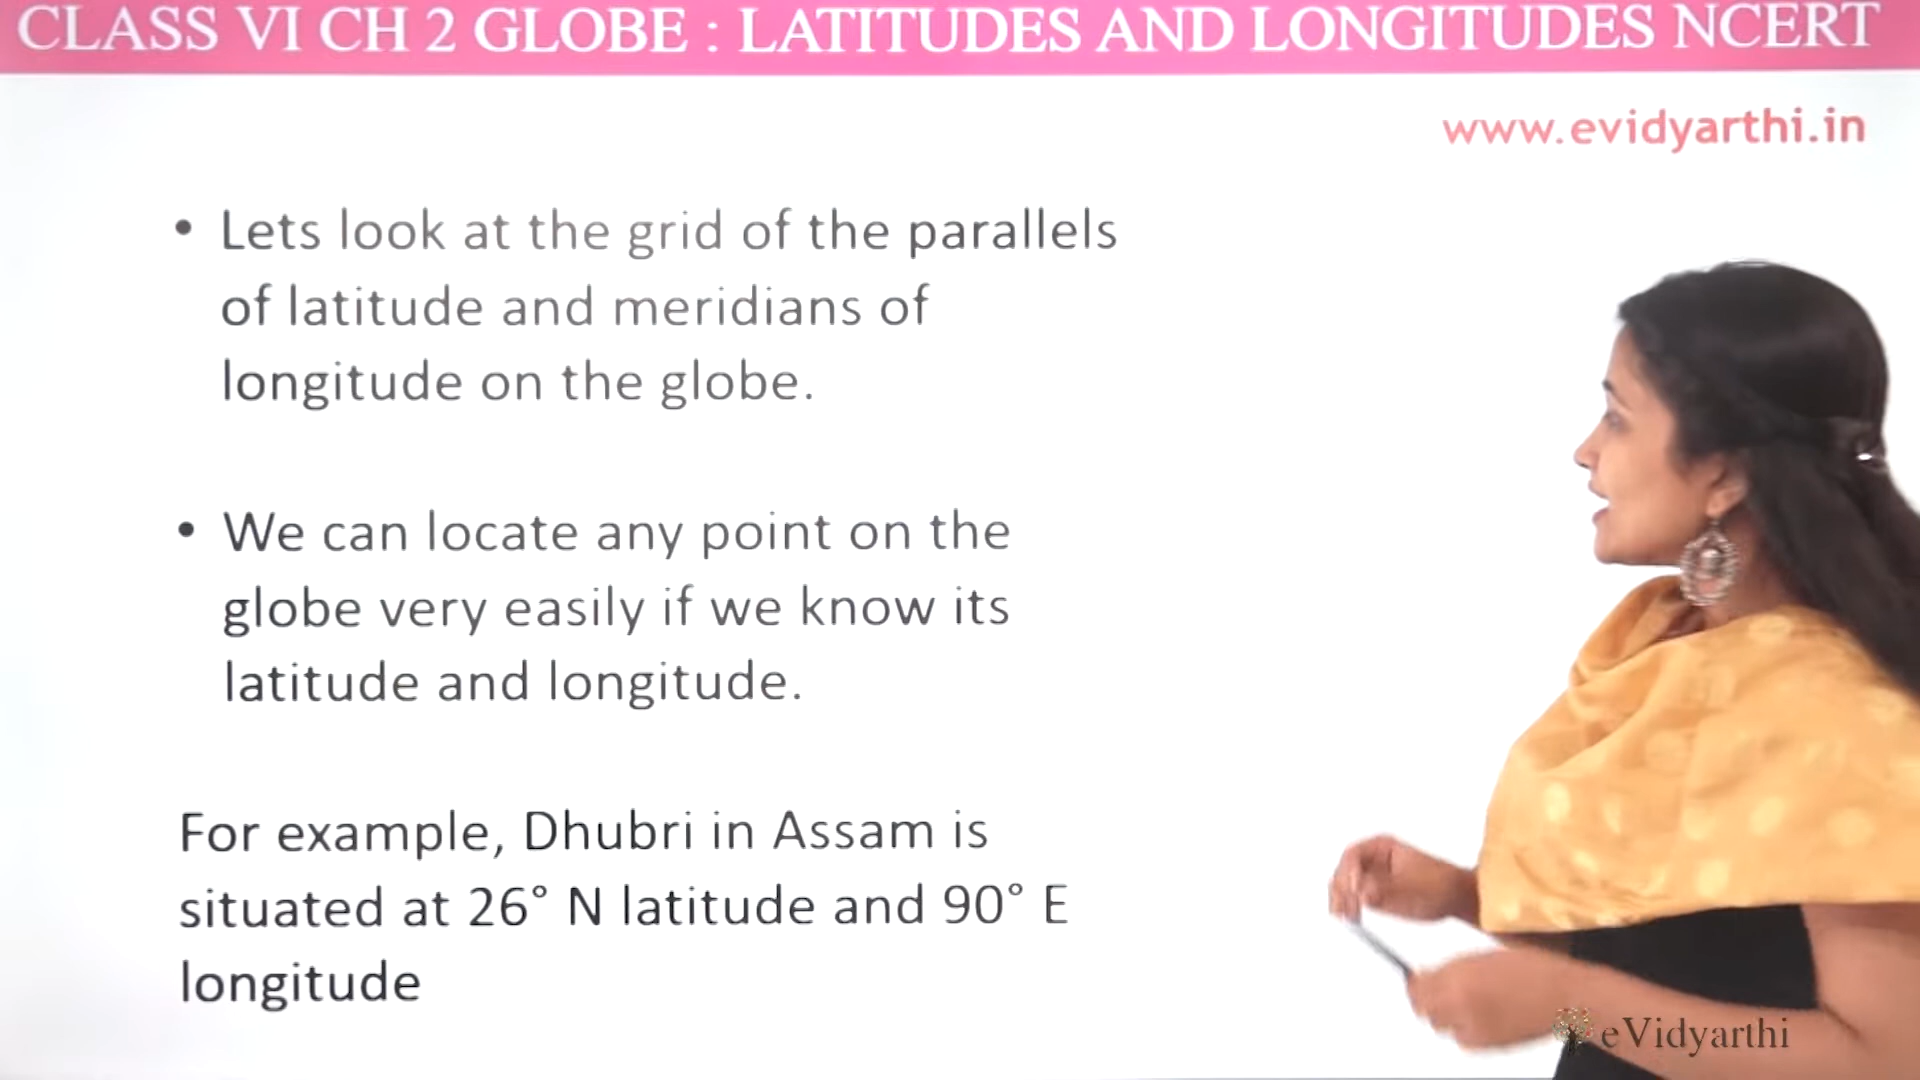 CLASS VI CH 2 GLOBE : LATITUDES AND LONGITUDES NCERT
www.evidyarthi.in
• Lets look at the grid of the parallels
of latitude and meridians of
longitude on the globe.
• We can locate any point on the
globe very easily if we know its
latitude and longitude.
For example, Dhubri in Assam is
situated at 26° N latitude and 90° E
longitude
eVidyarthi